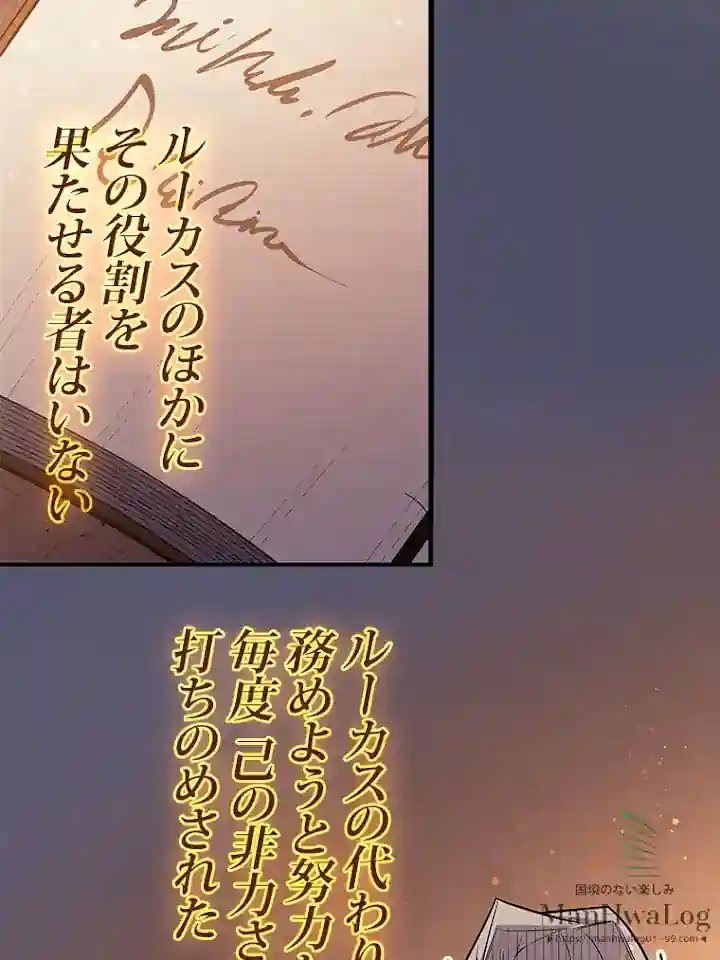 ルーカスのほかに
その役割を
果たせる者はいない
ルーカスの代わり
務めようと努力
毎度 己の非力さ
打ちのめされた
国境のない楽しみ
ManHwaLog